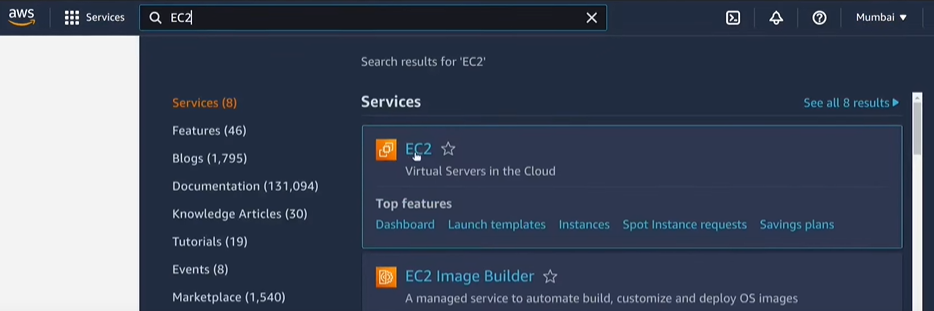 aws
Services
EC2
Mumbai
Search results for 'EC2'
Services (8)
Features (46)
Blogs (1,795)
Documentation (131,094)
Knowledge Articles (30)
Tutorials (19)
Events (8)
Marketplace (1,540)
Services
See all 8 results
EC2
Virtual Servers in the Cloud
Top features
Dashboard Launch templates Instances Spot Instance requests Savings plans
EC2 Image Builder
A managed service to automate build, customize and deploy OS images